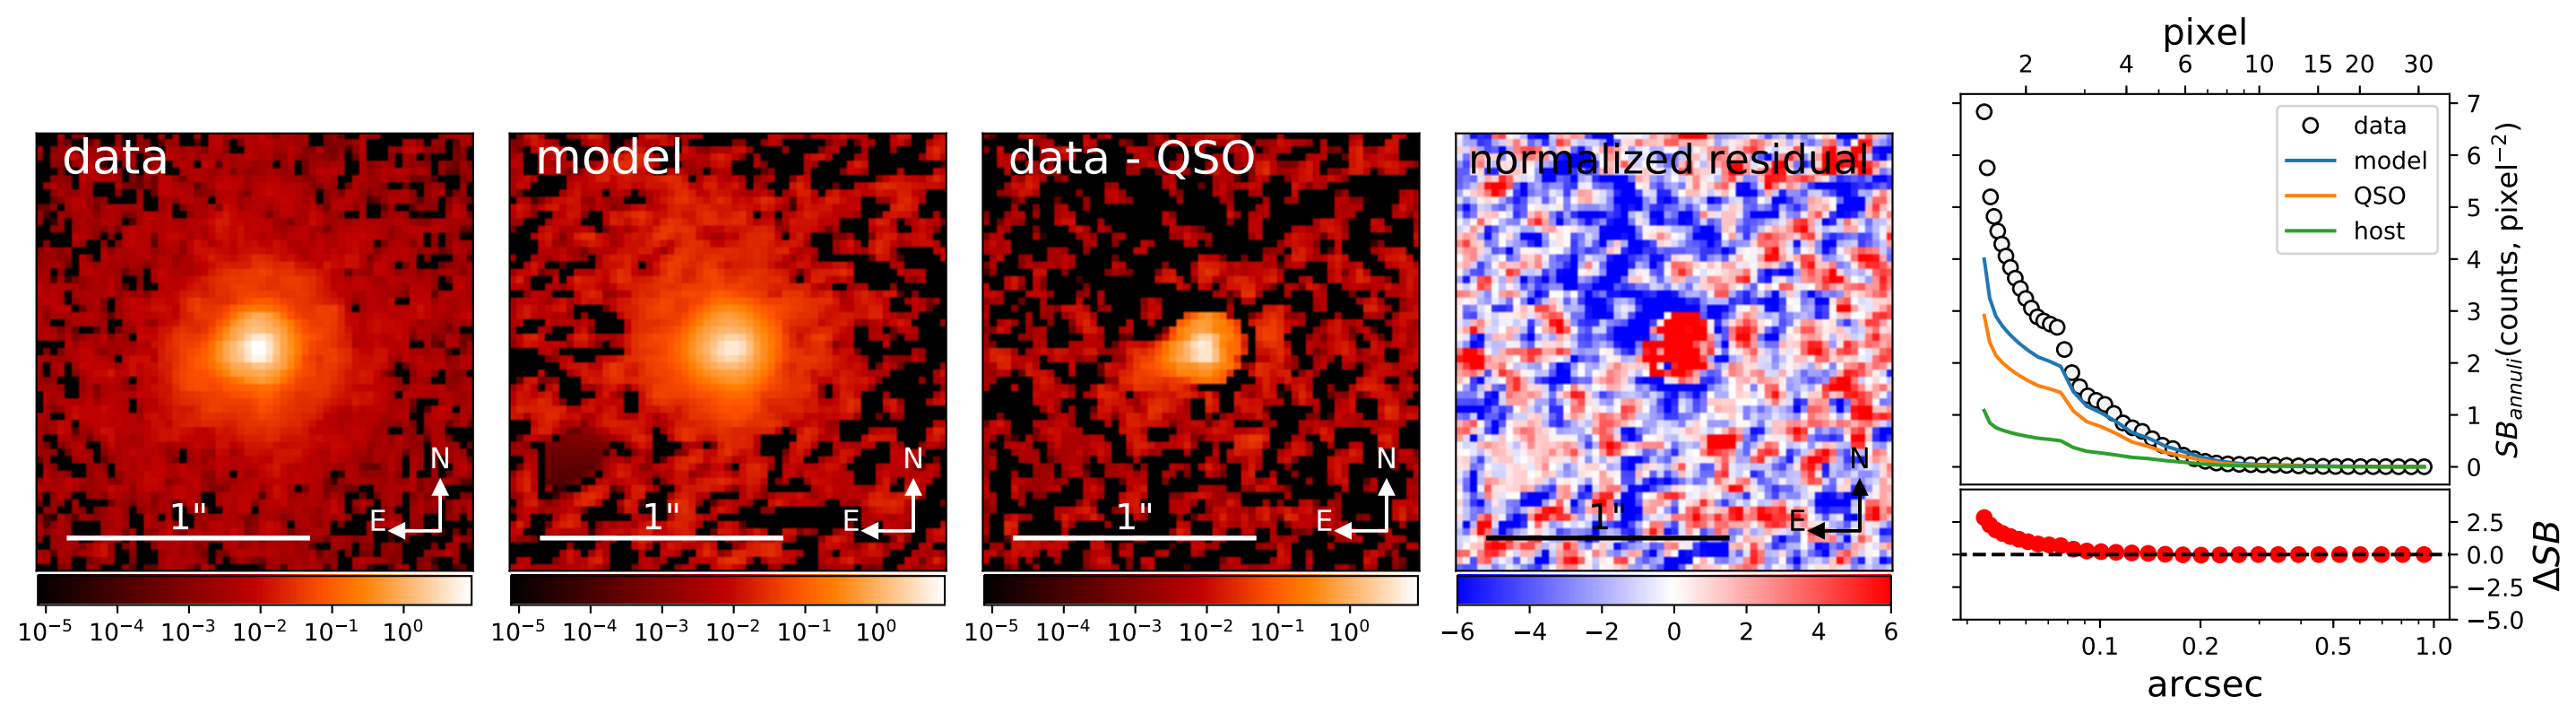 data
N
E
1"
10⁻⁵ 10⁻⁴ 10⁻³ 10⁻² 10⁻¹ 10⁰
model
N
E
1"
10⁻⁵ 10⁻⁴ 10⁻³ 10⁻² 10⁻¹ 10⁰
data - QSO
N
E
1"
10⁻⁵ 10⁻⁴ 10⁻³ 10⁻² 10⁻¹ 10⁰
normalized residual
N
E
1"
−6 −4 −2 0 2 4 6
pixel
2 4 6 10 15 20 30
data
model
QSO
host
7
6
5
4
3
2
1
0
SB_annuli(counts, pixel⁻²)
2.5
0.0
−2.5
−5.0
ΔSB
0.1 0.2 0.5 1.0
arcsec